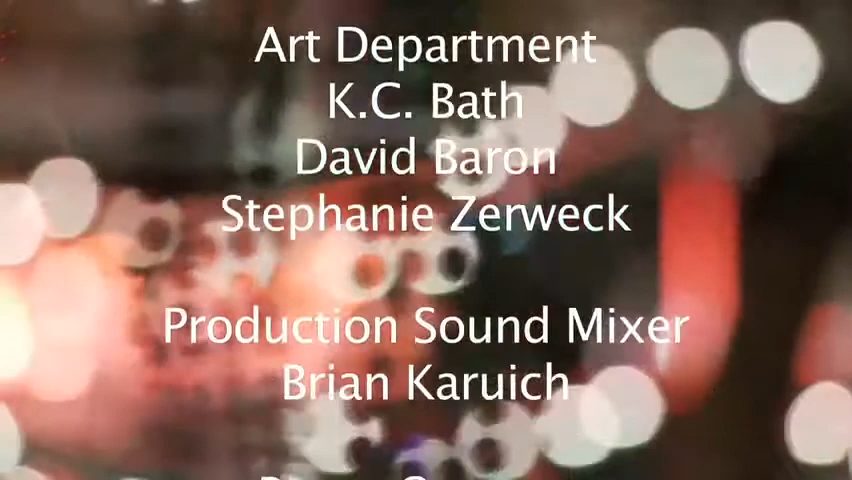 Art Department
K.C. Bath
David Baron
Stephanie Zerweck
Production Sound Mixer
Brian Karuich